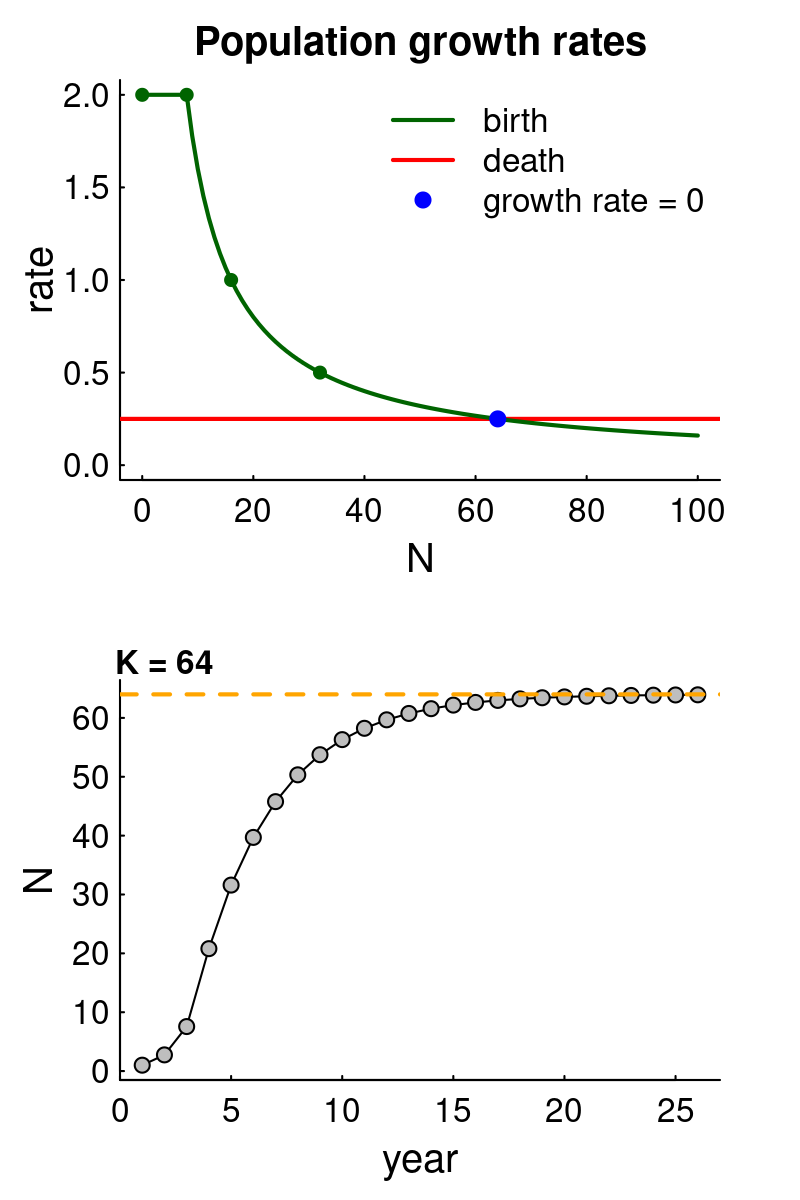 Population growth rates
2.0
1.5
1.0
0.5
0.0
rate
birth
death
growth rate = 0
0 20 40 60 80 100
N
K = 64
60
50
40
30
20
10
0
N
0 5 10 15 20 25
year